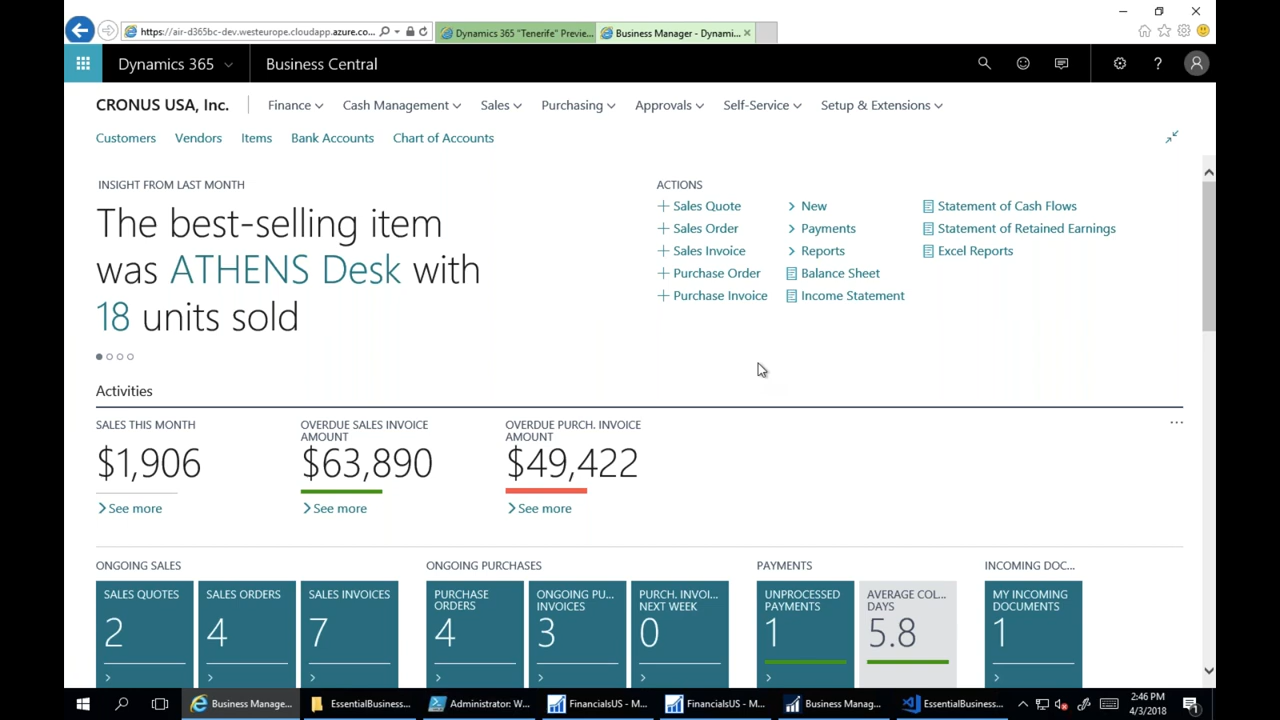 https://air-d365bc-dev.westeurope.cloudapp.azure.co...
Dynamics 365 "Tenerife" Previe...
Business Manager - Dynami...
Dynamics 365
Business Central
?
CRONUS USA, Inc.
Finance
Cash Management
Sales
Purchasing
Approvals
Self-Service
Setup & Extensions
Customers
Vendors
Items
Bank Accounts
Chart of Accounts
INSIGHT FROM LAST MONTH
The best-selling item
was ATHENS Desk with
18 units sold
ACTIONS
+ Sales Quote
+ Sales Order
+ Sales Invoice
+ Purchase Order
+ Purchase Invoice
> New
> Payments
> Reports
Balance Sheet
Income Statement
Statement of Cash Flows
Statement of Retained Earnings
Excel Reports
Activities
...
SALES THIS MONTH
$1,906
> See more
OVERDUE SALES INVOICE
AMOUNT
$63,890
> See more
OVERDUE PURCH. INVOICE
AMOUNT
$49,422
> See more
ONGOING SALES
SALES QUOTES
2
SALES ORDERS
4
SALES INVOICES
7
ONGOING PURCHASES
PURCHASE
ORDERS
4
ONGOING PU...
INVOICES
3
PURCH. INVOI...
NEXT WEEK
0
PAYMENTS
UNPROCESSED
PAYMENTS
1
AVERAGE COL...
DAYS
5.8
INCOMING DOC...
MY INCOMING
DOCUMENTS
1
Business Manage...
EssentialBusiness...
Administrator: W...
FinancialsUS - M...
FinancialsUS - M...
Business Manag...
EssentialBusiness...
2:46 PM
4/3/2018
1